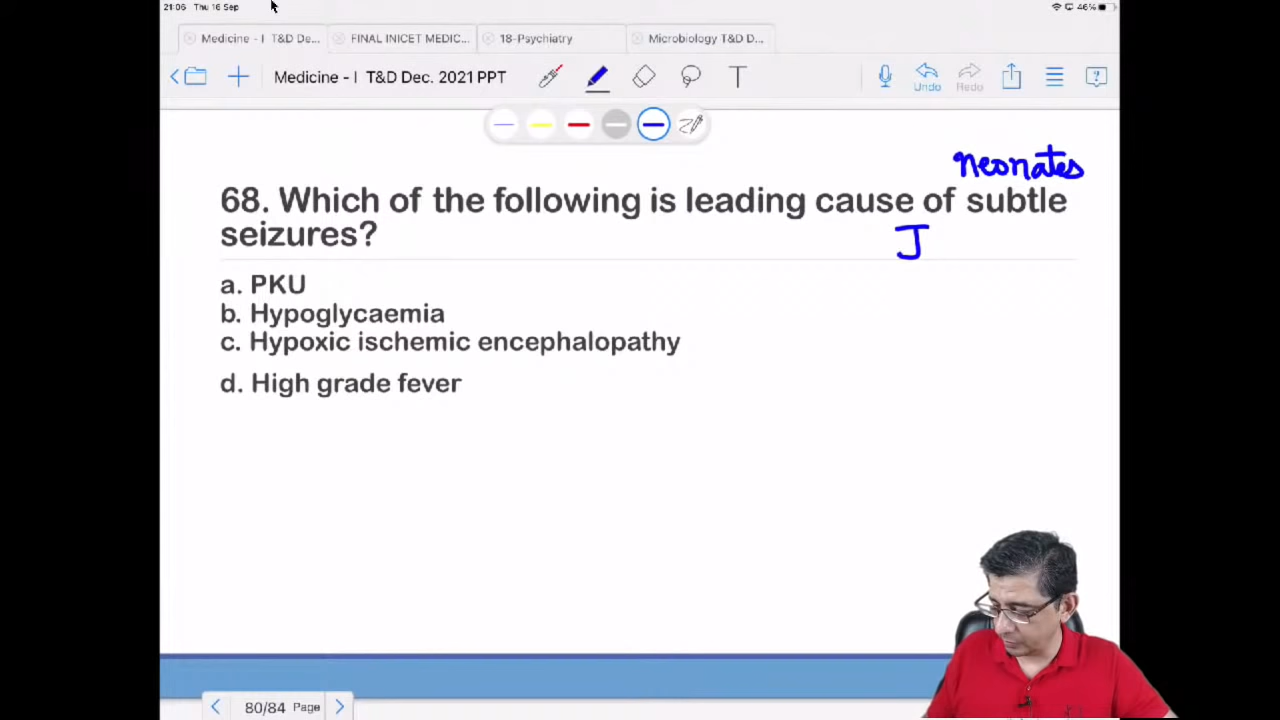 21:06 Thu 16 Sep
46%
Medicine - I T&D De...
FINAL INICET MEDIC...
18-Psychiatry
Microbiology T&D D...
Medicine - I T&D Dec. 2021 PPT
T
Undo
Redo
?
neonates
68. Which of the following is leading cause of subtle
seizures?
J
a. PKU
b. Hypoglycaemia
c. Hypoxic ischemic encephalopathy
d. High grade fever
80/84 Page